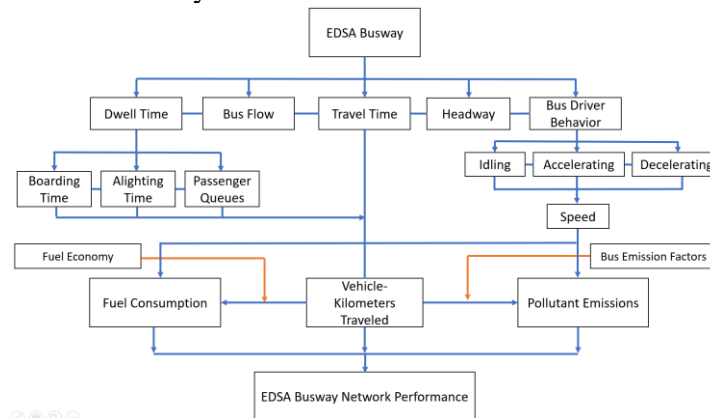 EDSA Busway
Dwell Time
Bus Flow
Travel Time
Headway
Bus Driver
Behavior
Boarding
Time
Alighting
Time
Passenger
Queues
Idling
Accelerating
Decelerating
Speed
Fuel Economy
Bus Emission Factors
Fuel Consumption
Vehicle-
Kilometers
Traveled
Pollutant Emissions
EDSA Busway Network Performance